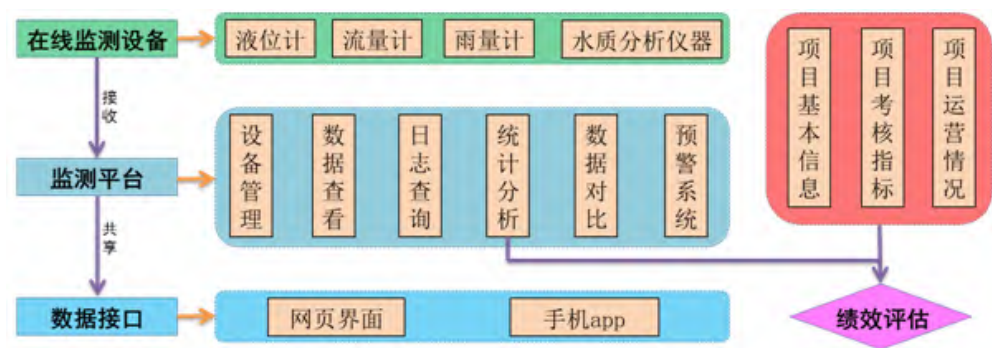 在线监测设备
液位计
流量计
雨量计
水质分析仪器
接收
监测平台
设备管理
数据查看
日志查询
统计分析
数据对比
预警系统
共享
数据接口
网页界面
手机app
项目基本信息
项目考核指标
项目运营情况
绩效评估